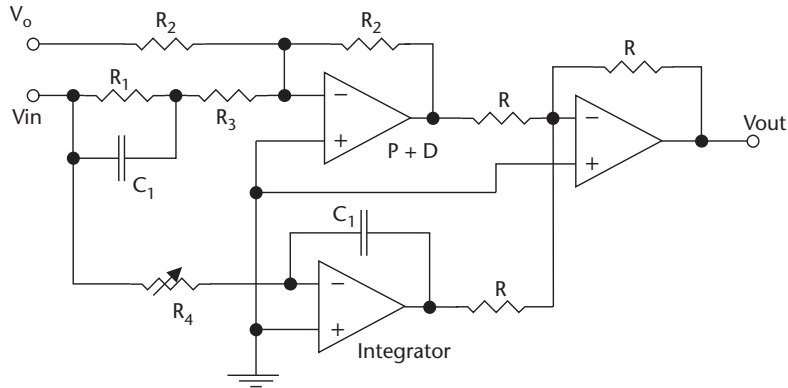 Vo
R2
R2
R
R1
Vin
R3
−
+
P + D
R
−
+
Vout
C1
C1
R4
−
+
R
Integrator